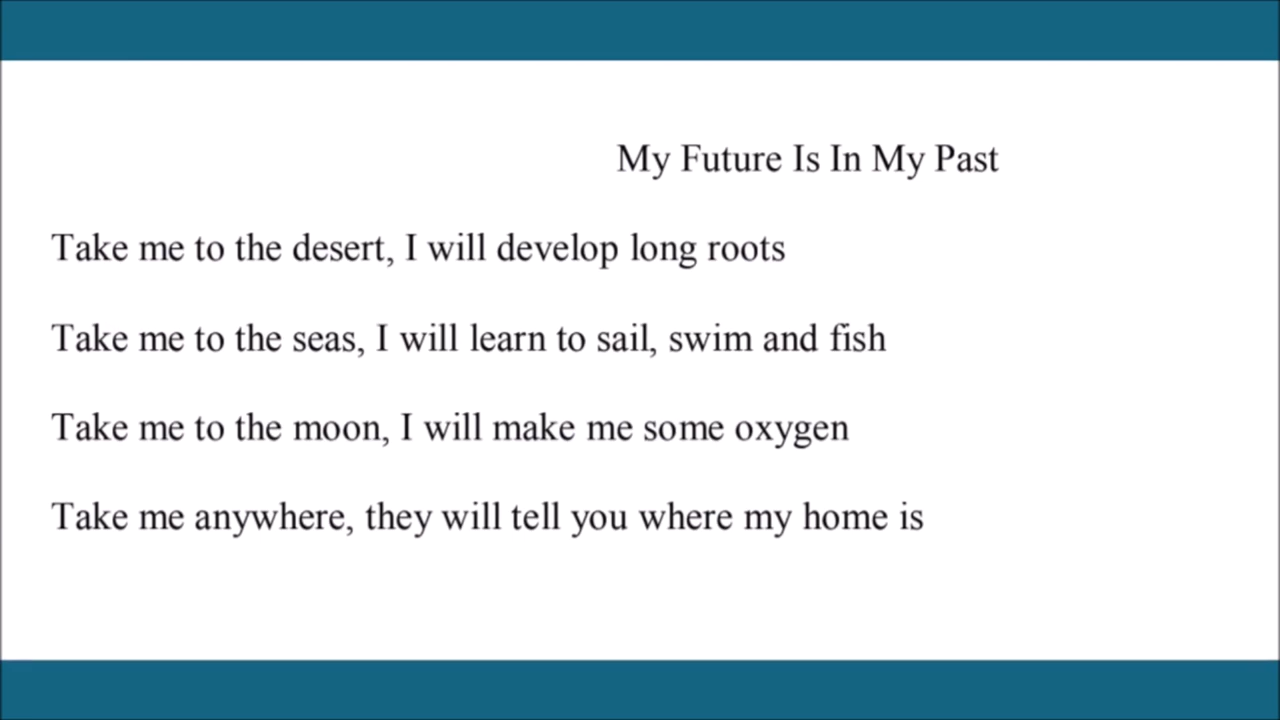 My Future Is In My Past
Take me to the desert, I will develop long roots
Take me to the seas, I will learn to sail, swim and fish
Take me to the moon, I will make me some oxygen
Take me anywhere, they will tell you where my home is